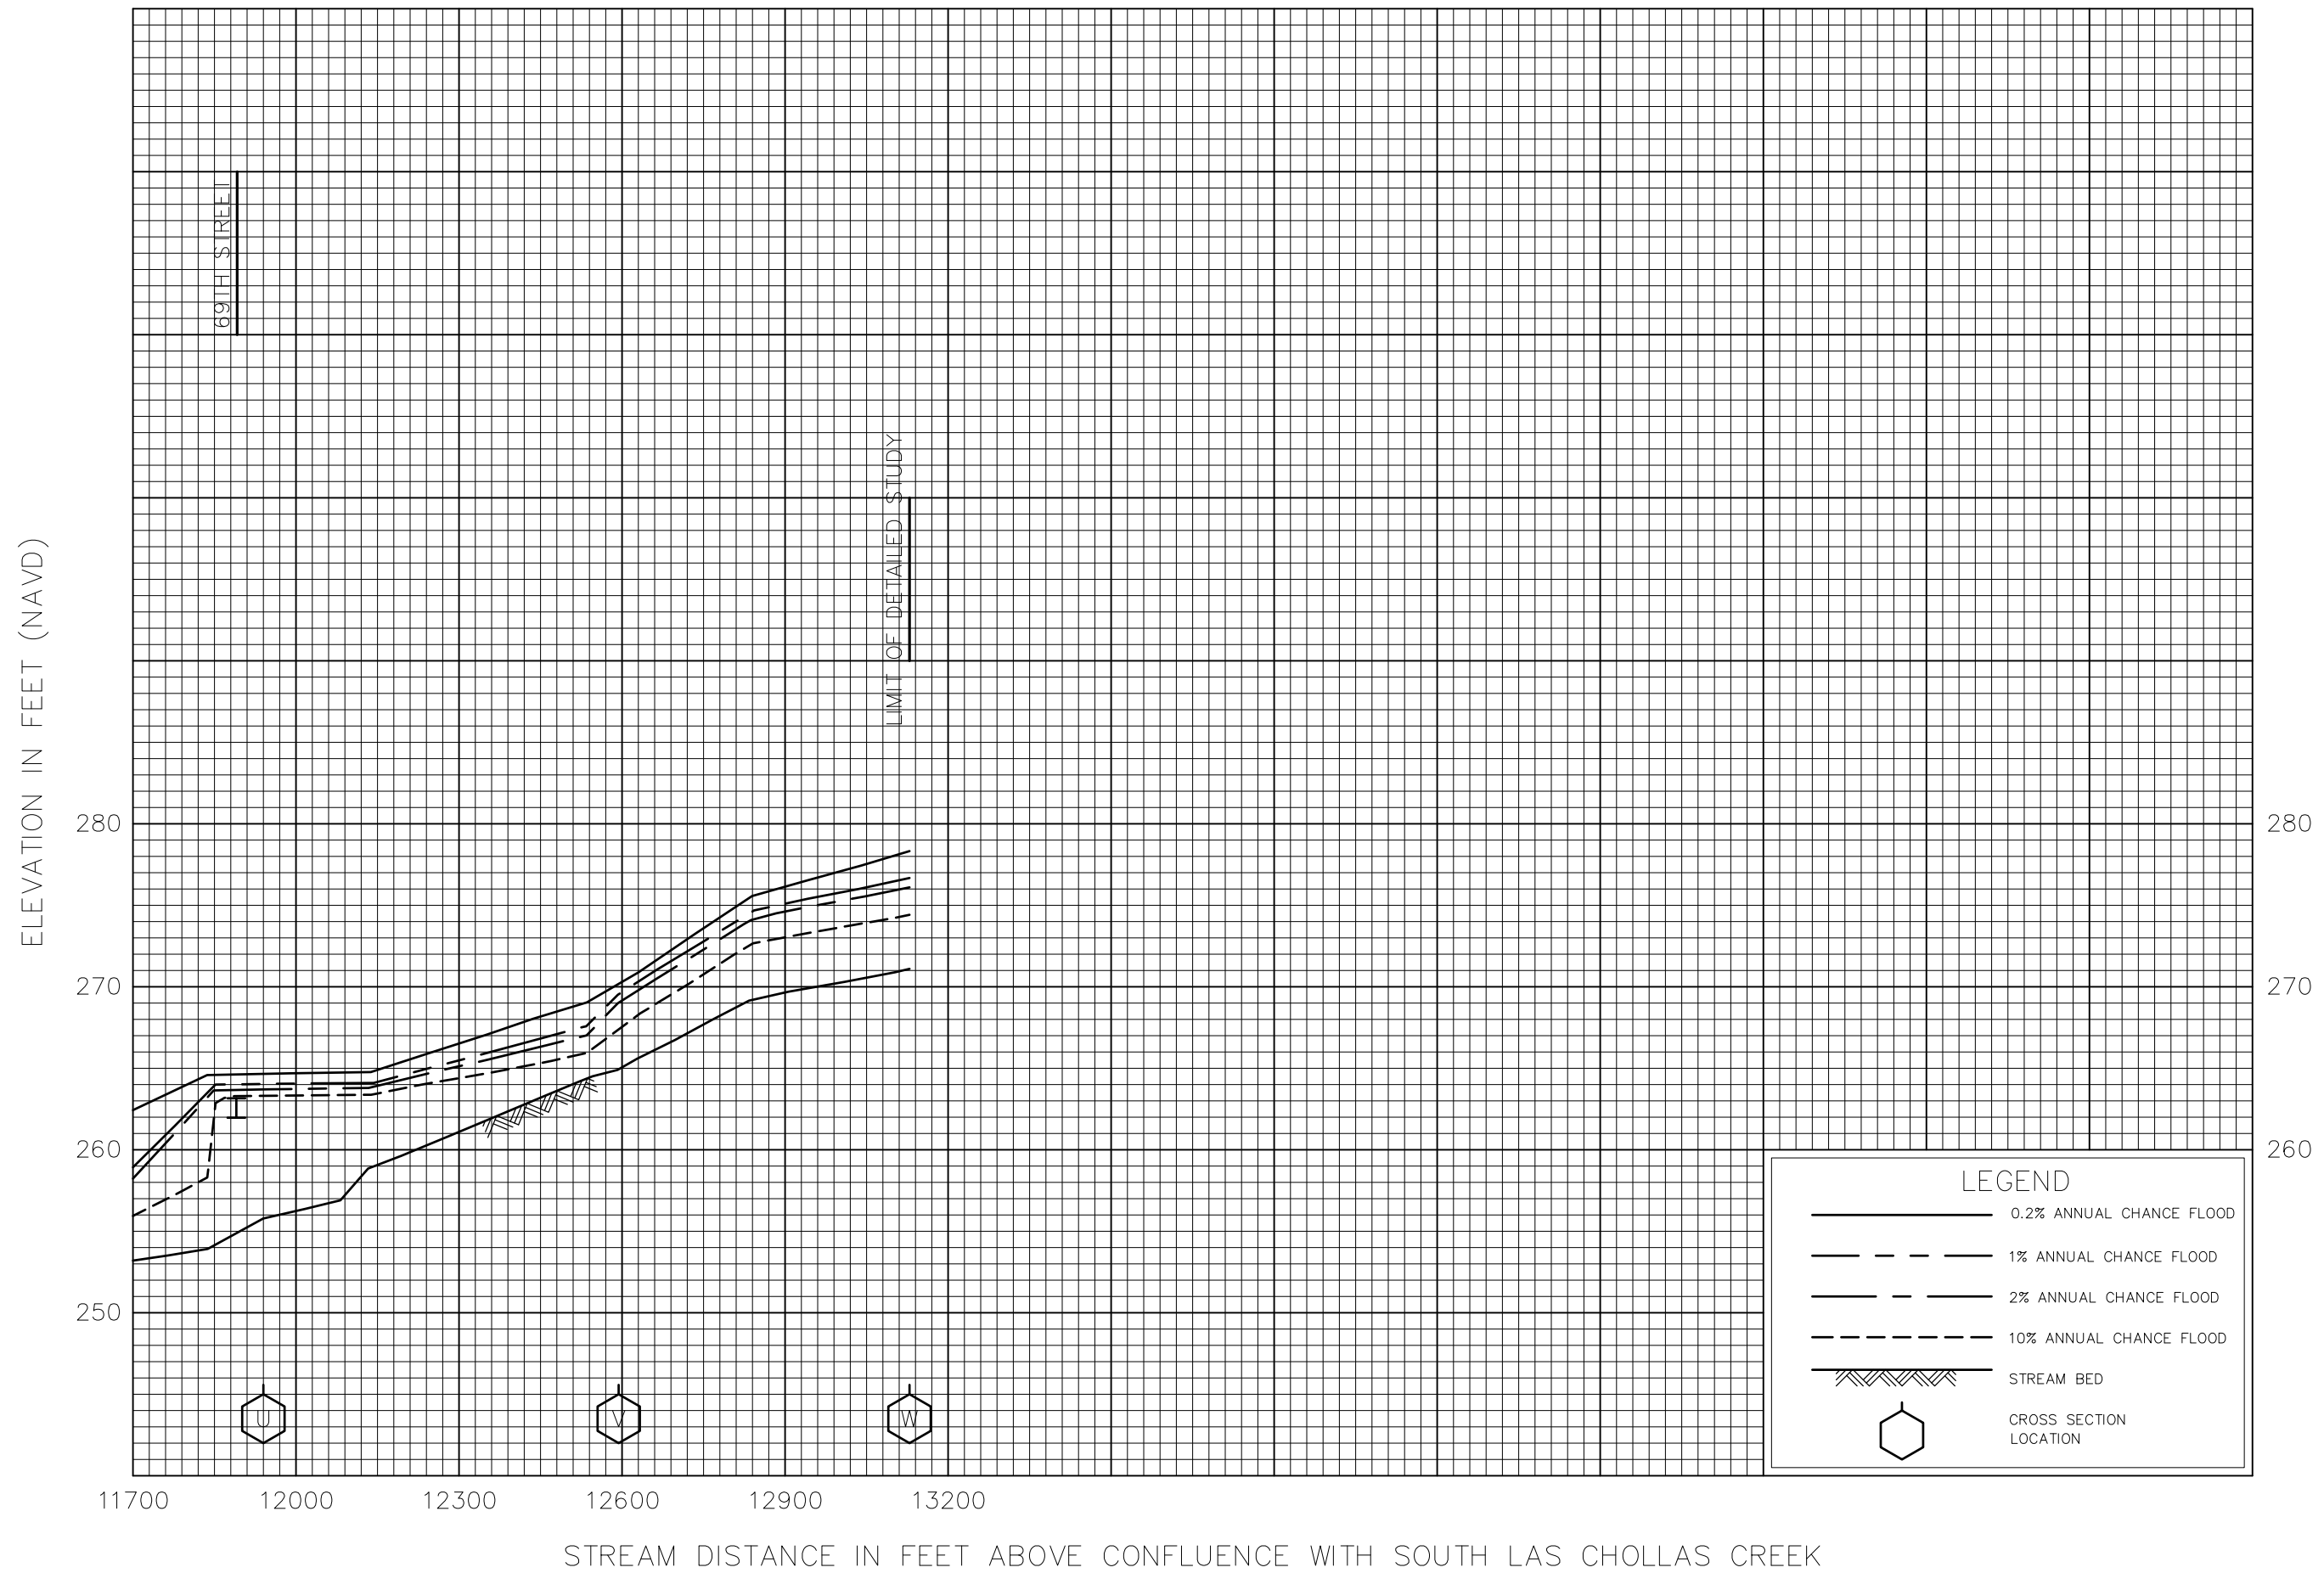 69TH STREET
LIMIT OF DETAILED STUDY
ELEVATION IN FEET (NAVD)
280
280
270
270
260
260
250
LEGEND
0.2% ANNUAL CHANCE FLOOD
1% ANNUAL CHANCE FLOOD
2% ANNUAL CHANCE FLOOD
10% ANNUAL CHANCE FLOOD
STREAM BED
CROSS SECTION
LOCATION
U
V
W
11700
12000
12300
12600
12900
13200
STREAM DISTANCE IN FEET ABOVE CONFLUENCE WITH SOUTH LAS CHOLLAS CREEK